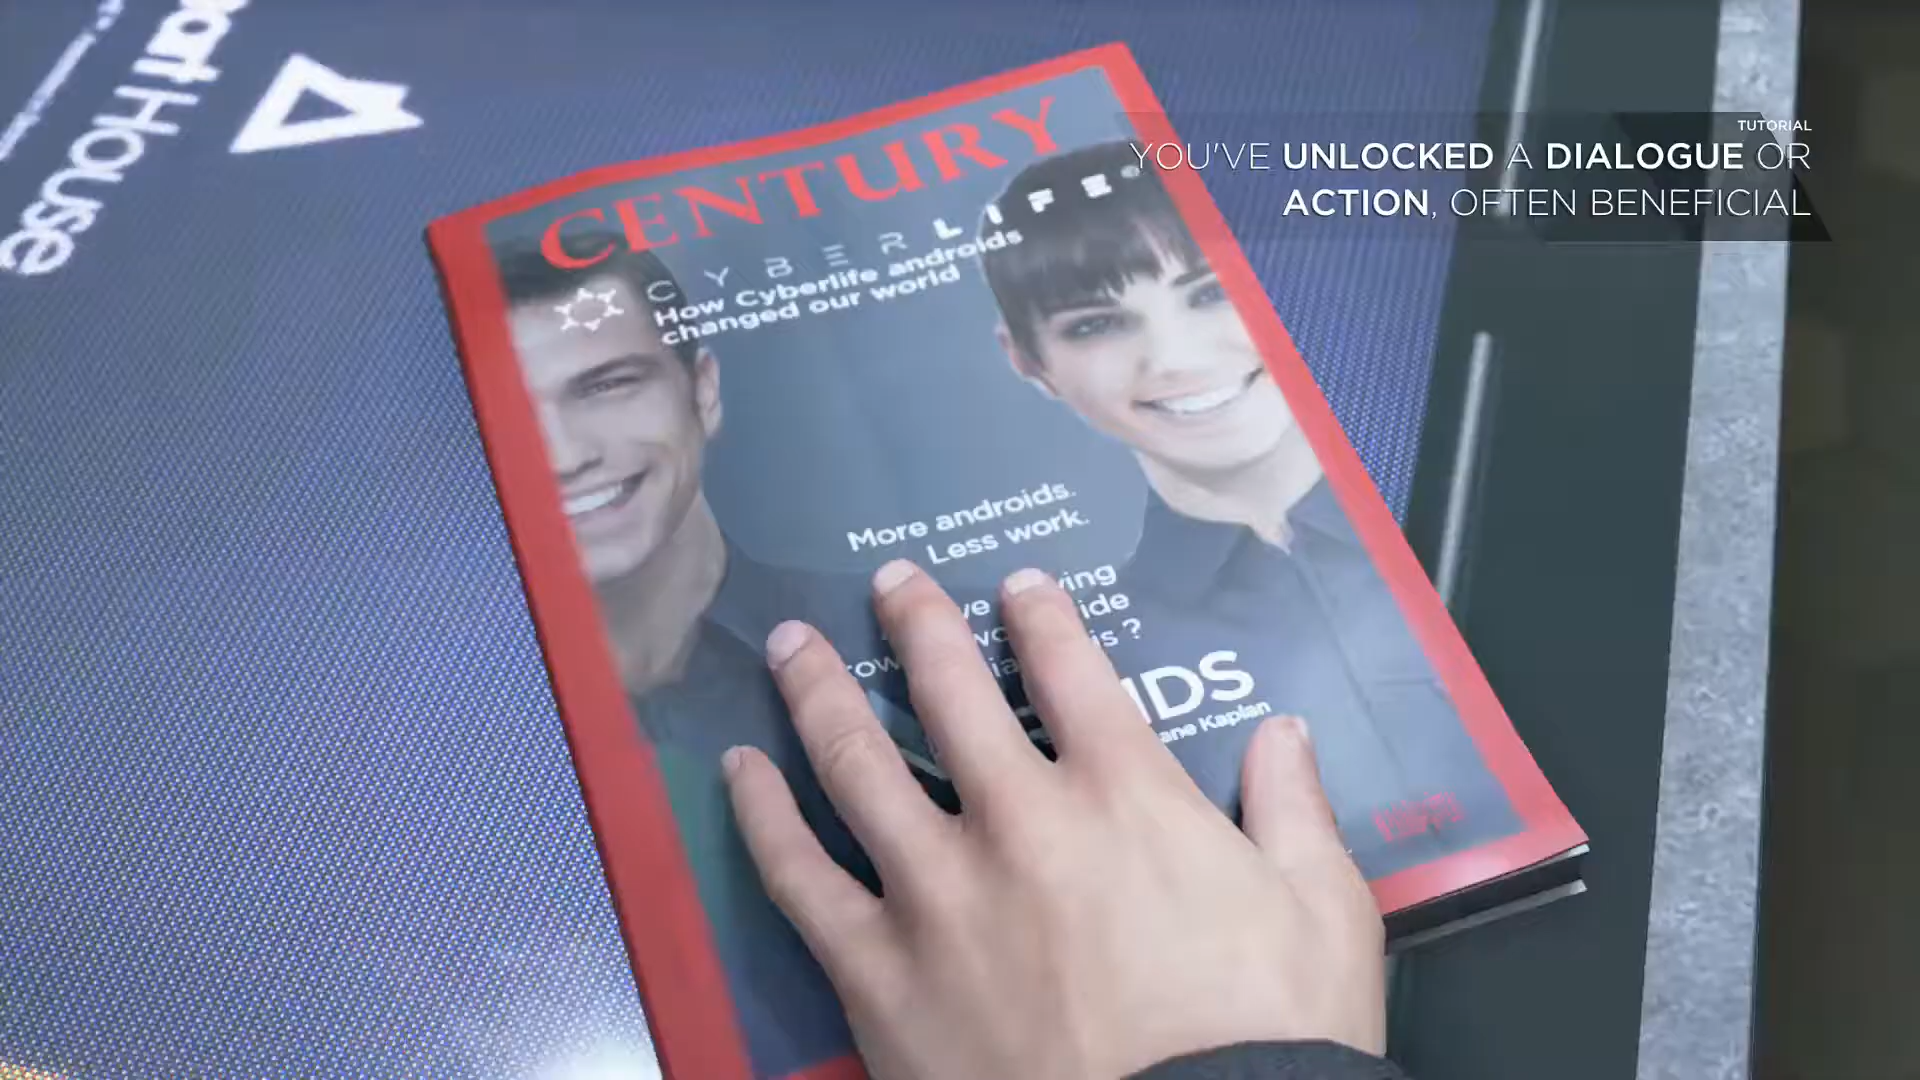 House
TUTORIAL
YOU'VE UNLOCKED A DIALOGUE OR
ACTION, OFTEN BENEFICIAL
CENTURY
CYBERLIFE
How Cyberlife androids
changed our world
More androids.
Less work.
is?
Kaplan